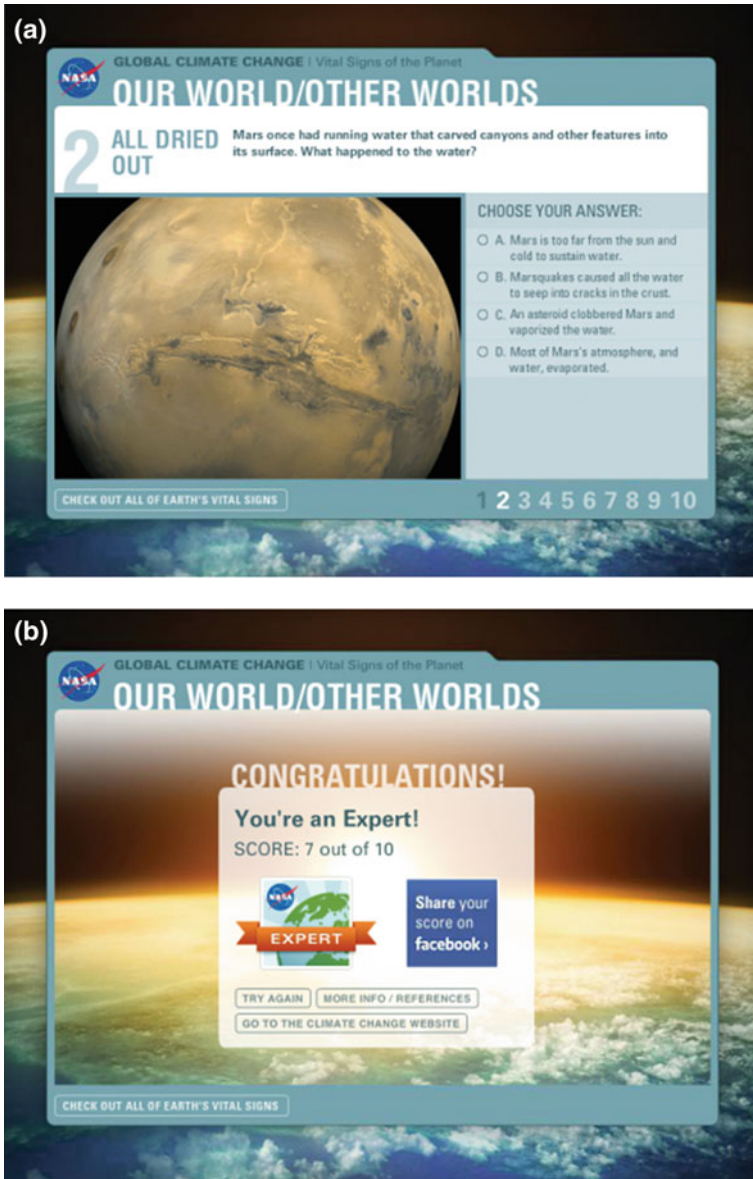 (a)
NASA
GLOBAL CLIMATE CHANGE | Vital Signs of the Planet
OUR WORLD/OTHER WORLDS
2
ALL DRIED
OUT
Mars once had running water that carved canyons and other features into
its surface. What happened to the water?
CHOOSE YOUR ANSWER:
A. Mars is too far from the sun and
cold to sustain water.
B. Marsquakes caused all the water
to seep into cracks in the crust.
C. An asteroid clobbered Mars and
vaporized the water.
D. Most of Mars's atmosphere, and
water, evaporated.
CHECK OUT ALL OF EARTH'S VITAL SIGNS
1 2 3 4 5 6 7 8 9 10
(b)
NASA
GLOBAL CLIMATE CHANGE | Vital Signs of the Planet
OUR WORLD/OTHER WORLDS
CONGRATULATIONS!
You're an Expert!
SCORE: 7 out of 10
NASA
EXPERT
Share your
score on
facebook ›
TRY AGAIN
MORE INFO / REFERENCES
GO TO THE CLIMATE CHANGE WEBSITE
CHECK OUT ALL OF EARTH'S VITAL SIGNS